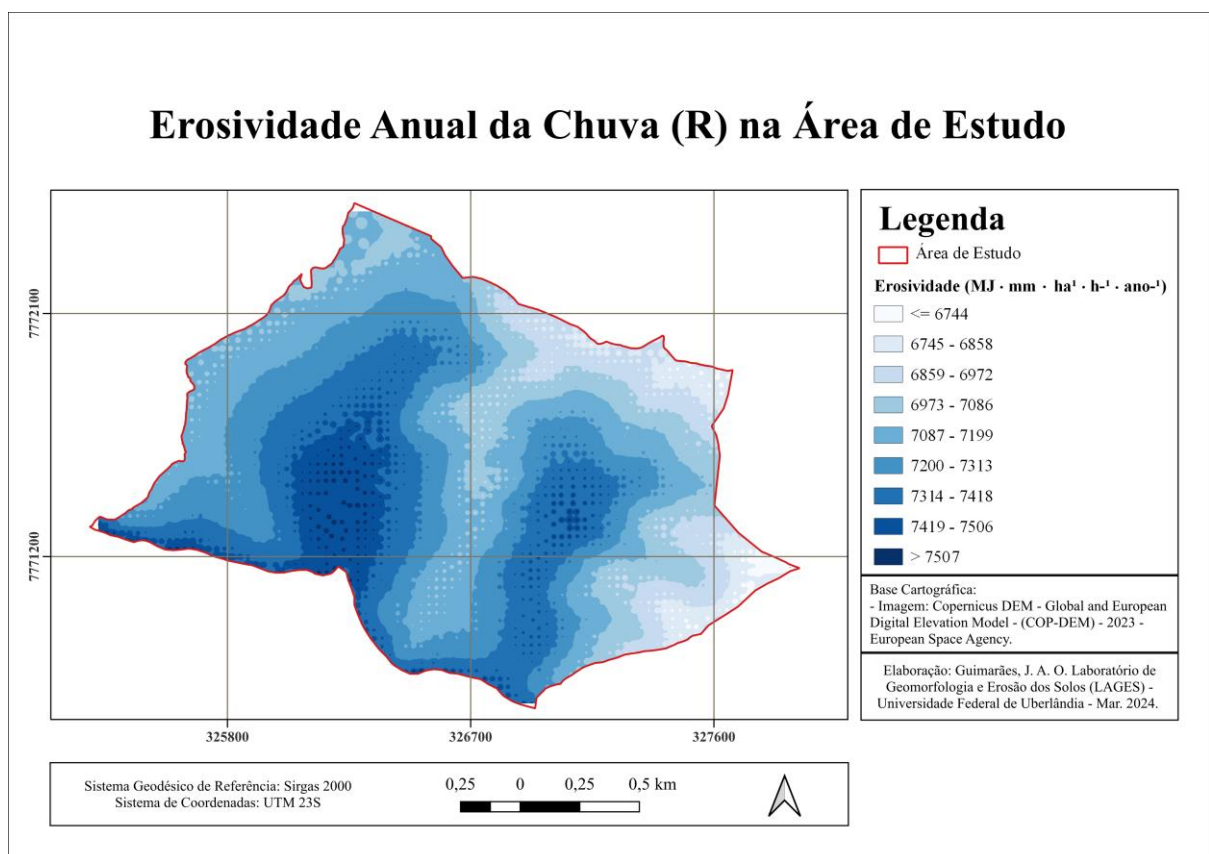 Erosividade Anual da Chuva (R) na Área de Estudo
7772100
7771200
325800
326700
327600
Legenda
Área de Estudo
Erosividade (MJ · mm · ha¹ · h-¹ · ano-¹)
<= 6744
6745 - 6858
6859 - 6972
6973 - 7086
7087 - 7199
7200 - 7313
7314 - 7418
7419 - 7506
> 7507
Base Cartográfica:
- Imagem: Copernicus DEM - Global and European
Digital Elevation Model - (COP-DEM) - 2023 -
European Space Agency.
Elaboração: Guimarães, J. A. O. Laboratório de
Geomorfologia e Erosão dos Solos (LAGES) -
Universidade Federal de Uberlândia - Mar. 2024.
Sistema Geodésico de Referência: Sirgas 2000
Sistema de Coordenadas: UTM 23S
0,25 0 0,25 0,5 km